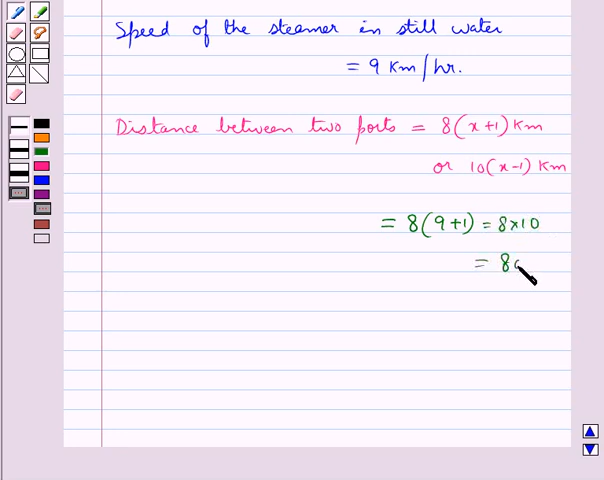 Speed of the steamer in still water
= 9 Km/hr.
Distance between two ports = 8(x+1) Km
or 10(x-1) Km
= 8(9+1) = 8×10
= 8